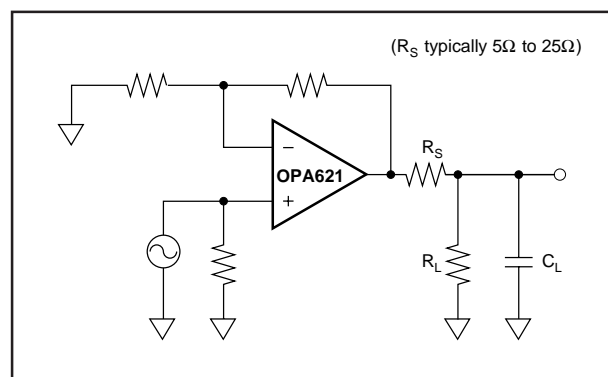 (RS typically 5Ω to 25Ω)
−
OPA621
+
RS
RL
CL